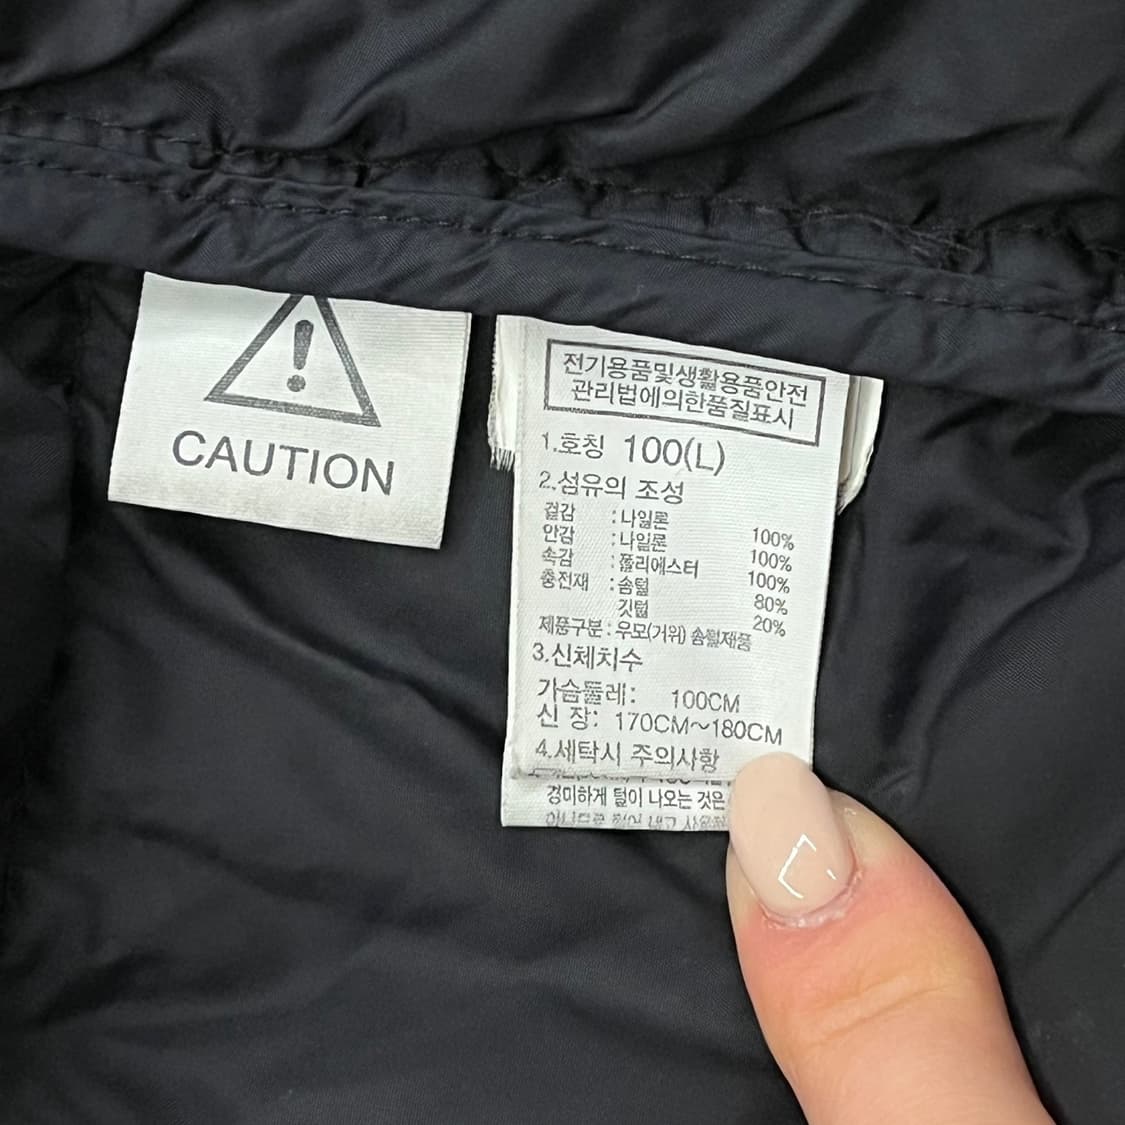 CAUTION
전기용품및생활용품안전
관리법에의한품질표시
1.호칭 100(L)
2.섬유의 조성
겉감 :나일론 100%
안감 :나일론 100%
속감 :폴리에스터 100%
충전재 :솜털 80%
깃털 20%
제품구분:우모(거위) 솜털제품
3.신체치수
가슴둘레: 100CM
신 장: 170CM~180CM
4.세탁시 주의사항
경미하게 털이 나오는 것은